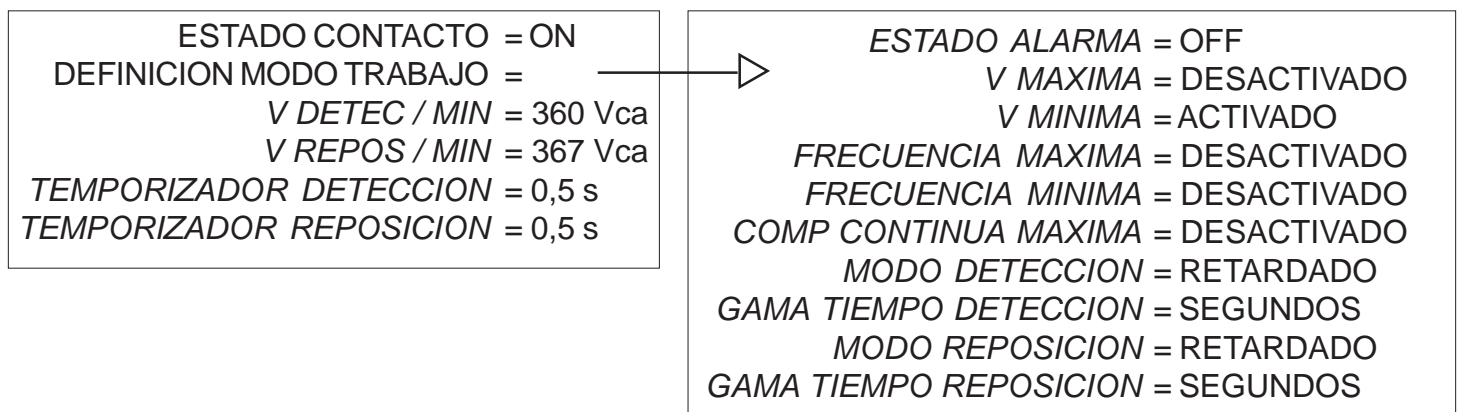 ESTADO CONTACTO = ON
DEFINICION MODO TRABAJO =
V DETEC / MIN = 360 Vca
V REPOS / MIN = 367 Vca
TEMPORIZADOR DETECCION = 0,5 s
TEMPORIZADOR REPOSICION = 0,5 s
ESTADO ALARMA = OFF
V MAXIMA = DESACTIVADO
V MINIMA = ACTIVADO
FRECUENCIA MAXIMA = DESACTIVADO
FRECUENCIA MINIMA = DESACTIVADO
COMP CONTINUA MAXIMA = DESACTIVADO
MODO DETECCION = RETARDADO
GAMA TIEMPO DETECCION = SEGUNDOS
MODO REPOSICION = RETARDADO
GAMA TIEMPO REPOSICION = SEGUNDOS